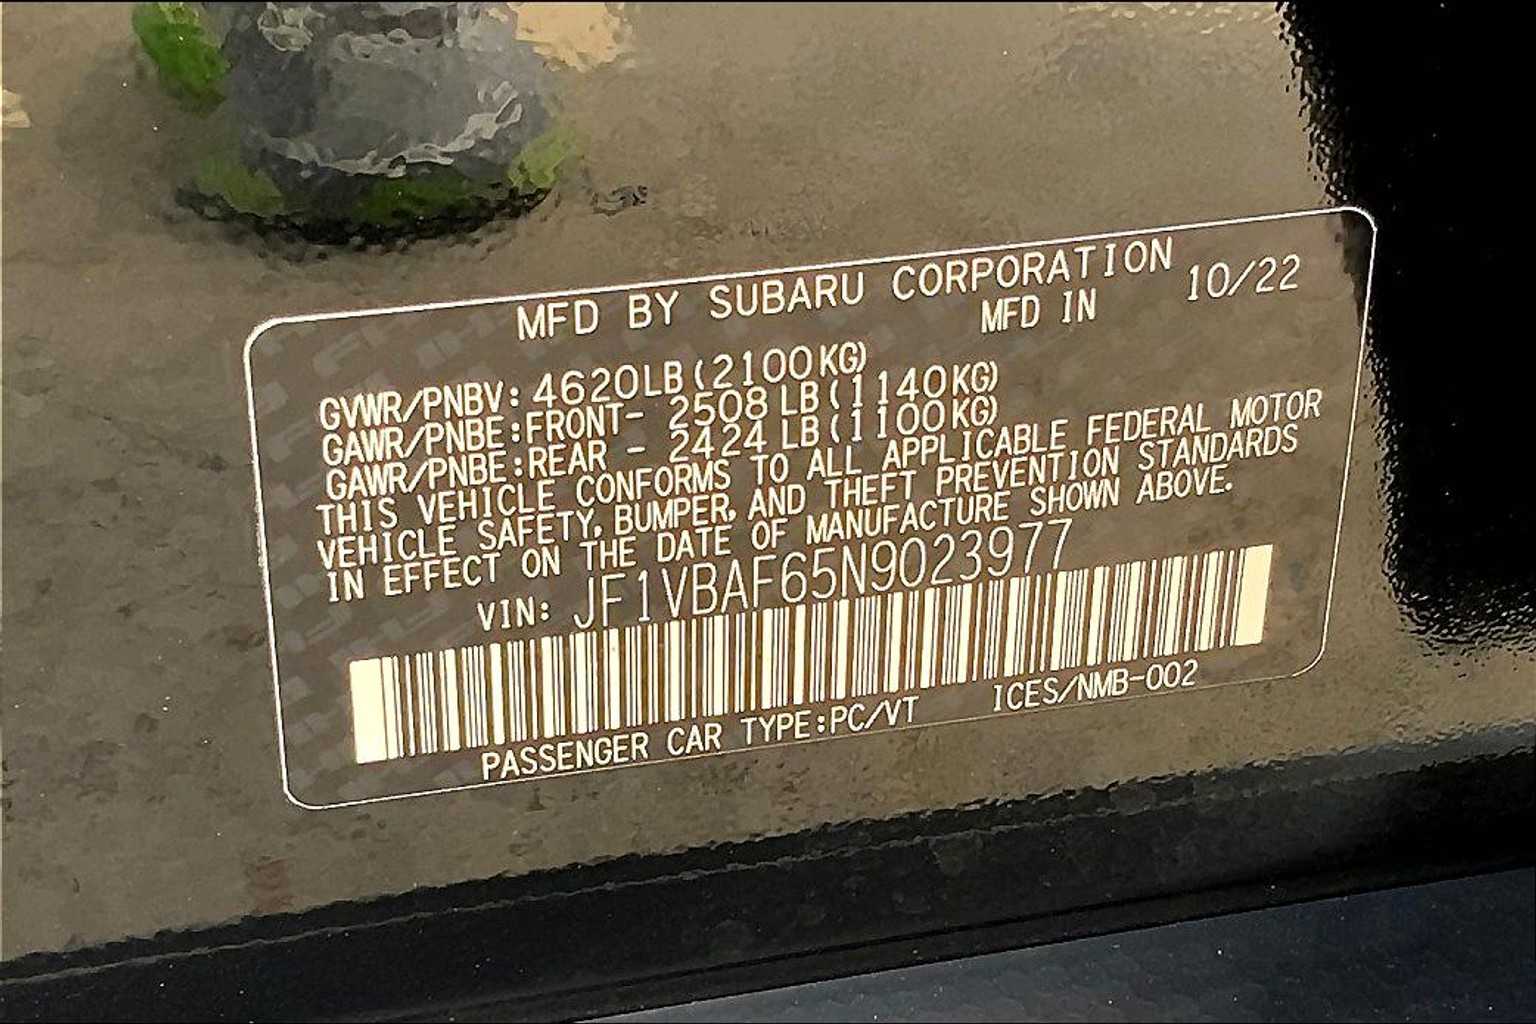 MFD BY SUBARU CORPORATION
MFD IN 10/22
GVWR/PNBV: 4620LB(2100KG)
GAWR/PNBE:FRONT- 2508 LB(1140KG)
GAWR/PNBE:REAR - 2424 LB(1100KG)
THIS VEHICLE CONFORMS TO ALL APPLICABLE FEDERAL MOTOR
VEHICLE SAFETY, BUMPER, AND THEFT PREVENTION STANDARDS
IN EFFECT ON THE DATE OF MANUFACTURE SHOWN ABOVE.
VIN: JF1VBAF65N9023977
PASSENGER CAR TYPE:PC/VT ICES/NMB-002